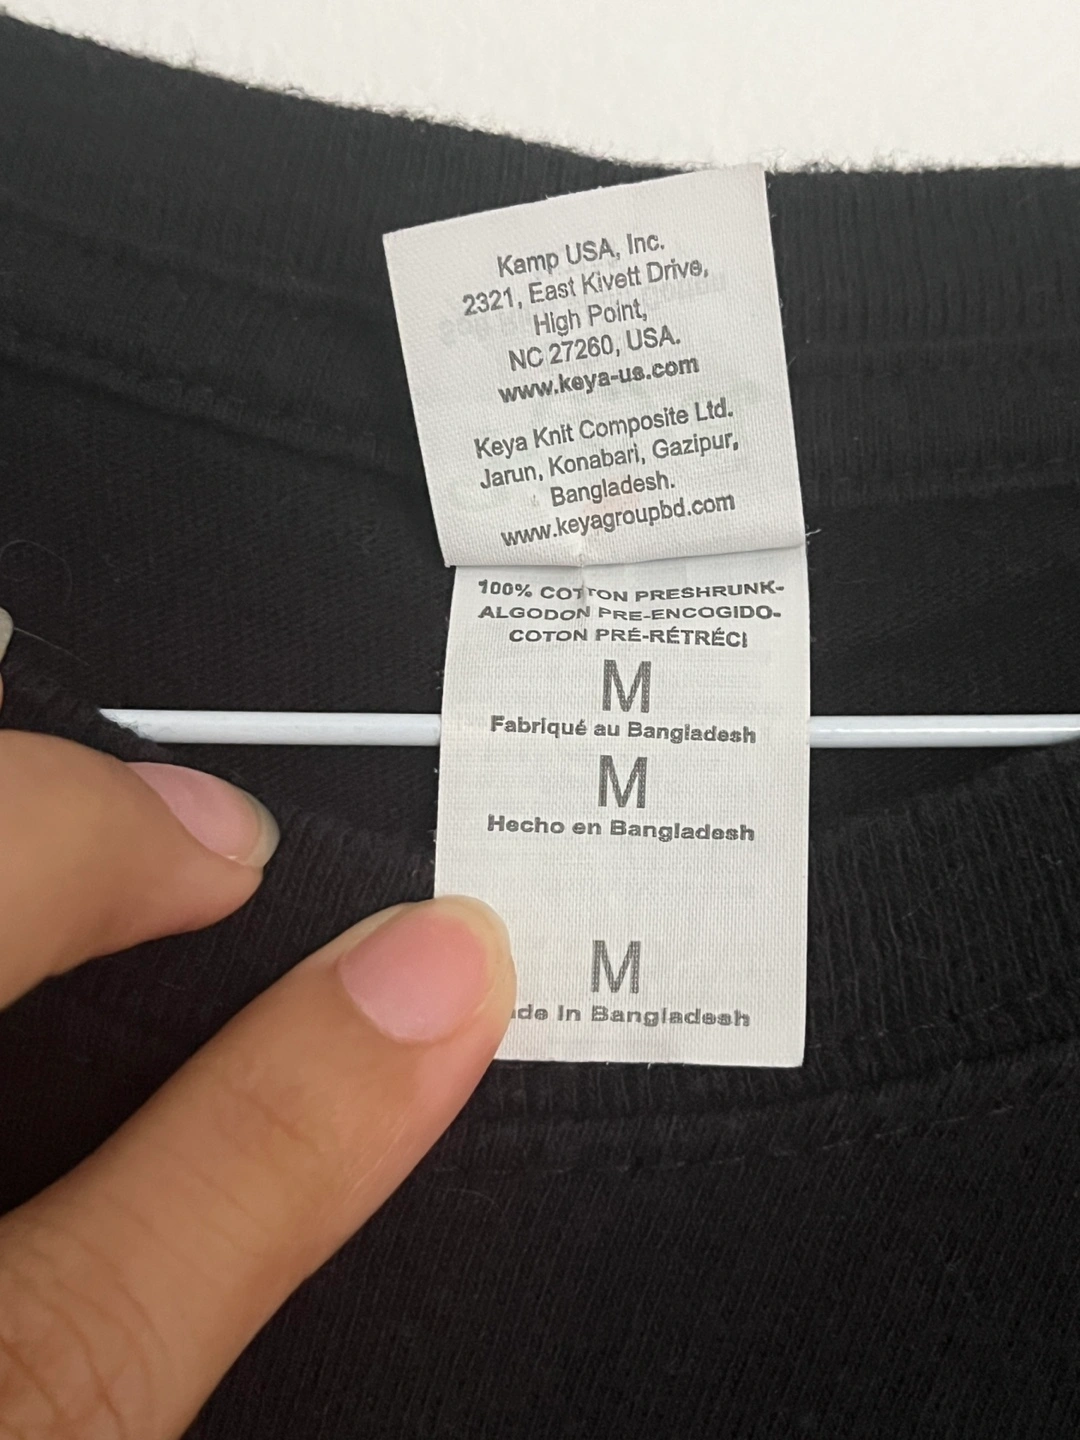 Kamp USA, Inc.
2321, East Kivett Drive,
High Point,
NC 27260, USA.
www.keya-us.com
Keya Knit Composite Ltd.
Jarun, Konabari, Gazipur,
Bangladesh.
www.keyagroupbd.com
100% COTTON PRESHRUNK-
ALGODON PRE-ENCOGIDO-
COTON PRÉ-RÉTRÉCI
M
Fabriqué au Bangladesh
M
Hecho en Bangladesh
M
de In Bangladesh